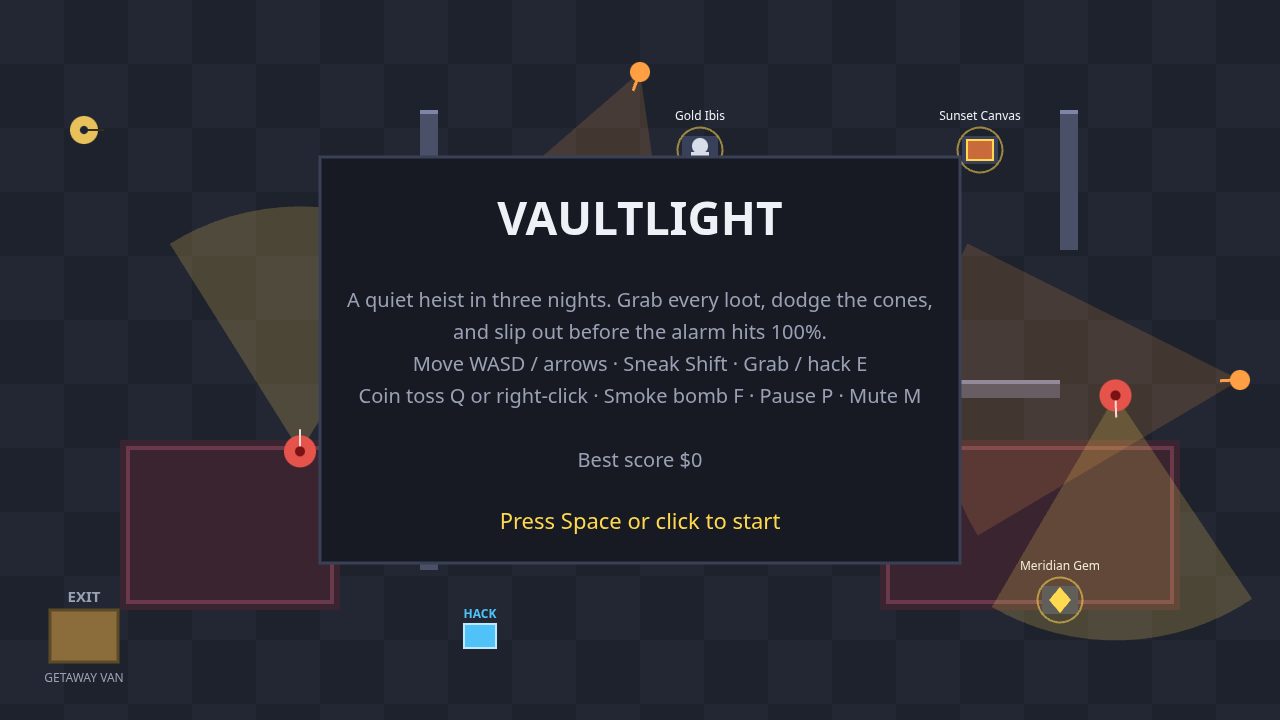 Gold Ibis
Sunset Canvas
VAULTLIGHT
A quiet heist in three nights. Grab every loot, dodge the cones,
and slip out before the alarm hits 100%.
Move WASD / arrows · Sneak Shift · Grab / hack E
Coin toss Q or right-click · Smoke bomb F · Pause P · Mute M
Best score $0
Press Space or click to start
Meridian Gem
EXIT
HACK
GETAWAY VAN